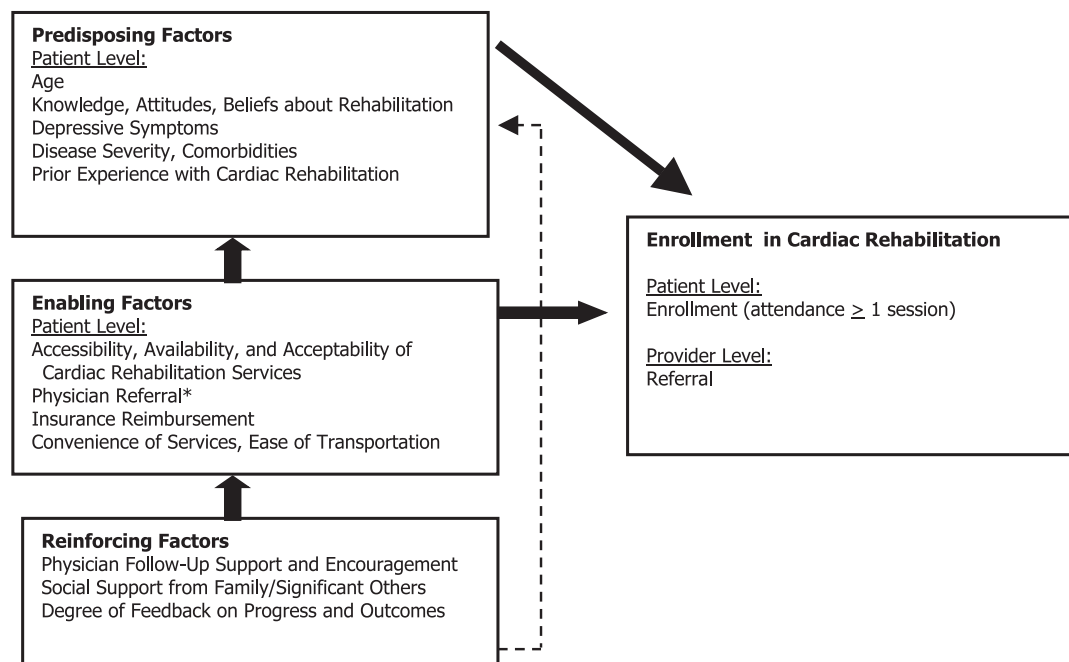 Predisposing Factors
Patient Level:
Age
Knowledge, Attitudes, Beliefs about Rehabilitation
Depressive Symptoms
Disease Severity, Comorbidities
Prior Experience with Cardiac Rehabilitation
Enabling Factors
Patient Level:
Accessibility, Availability, and Acceptability of
Cardiac Rehabilitation Services
Physician Referral*
Insurance Reimbursement
Convenience of Services, Ease of Transportation
Reinforcing Factors
Physician Follow-Up Support and Encouragement
Social Support from Family/Significant Others
Degree of Feedback on Progress and Outcomes
Enrollment in Cardiac Rehabilitation
Patient Level:
Enrollment (attendance ≥ 1 session)
Provider Level:
Referral